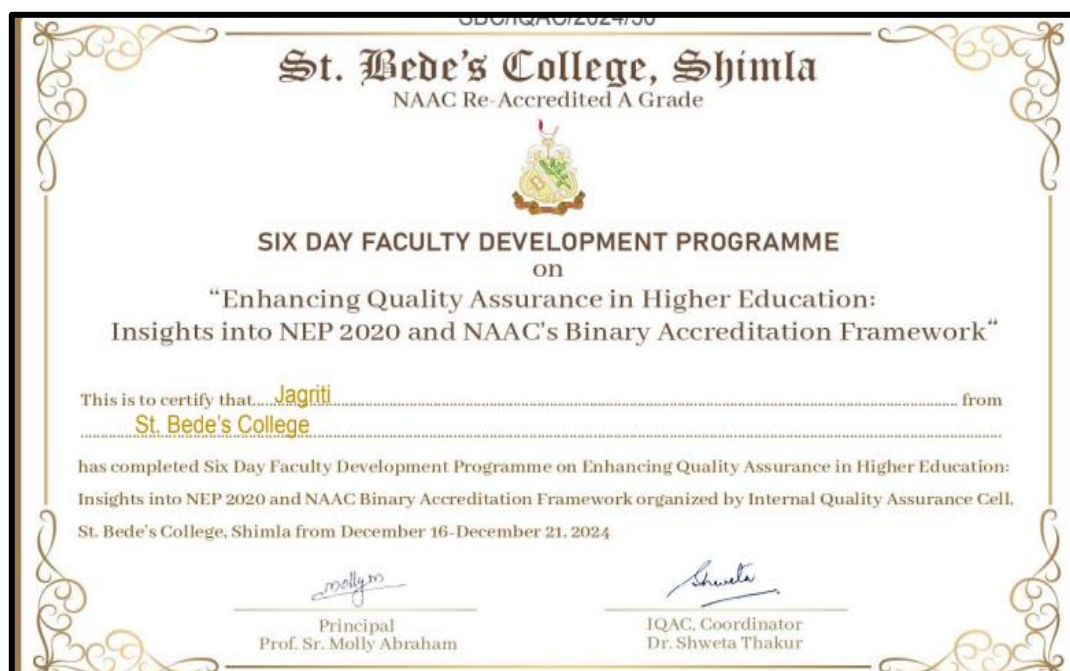 St. Bede's College, Shimla
NAAC Re-Accredited A Grade
SIX DAY FACULTY DEVELOPMENT PROGRAMME
on
“Enhancing Quality Assurance in Higher Education:
Insights into NEP 2020 and NAAC's Binary Accreditation Framework“
This is to certify that....Jagriti.... from
St. Bede's College
has completed Six Day Faculty Development Programme on Enhancing Quality Assurance in Higher Education:
Insights into NEP 2020 and NAAC Binary Accreditation Framework organized by Internal Quality Assurance Cell,
St. Bede's College, Shimla from December 16-December 21, 2024
mollym Shweta
Principal IQAC, Coordinator
Prof. Sr. Molly Abraham Dr. Shweta Thakur